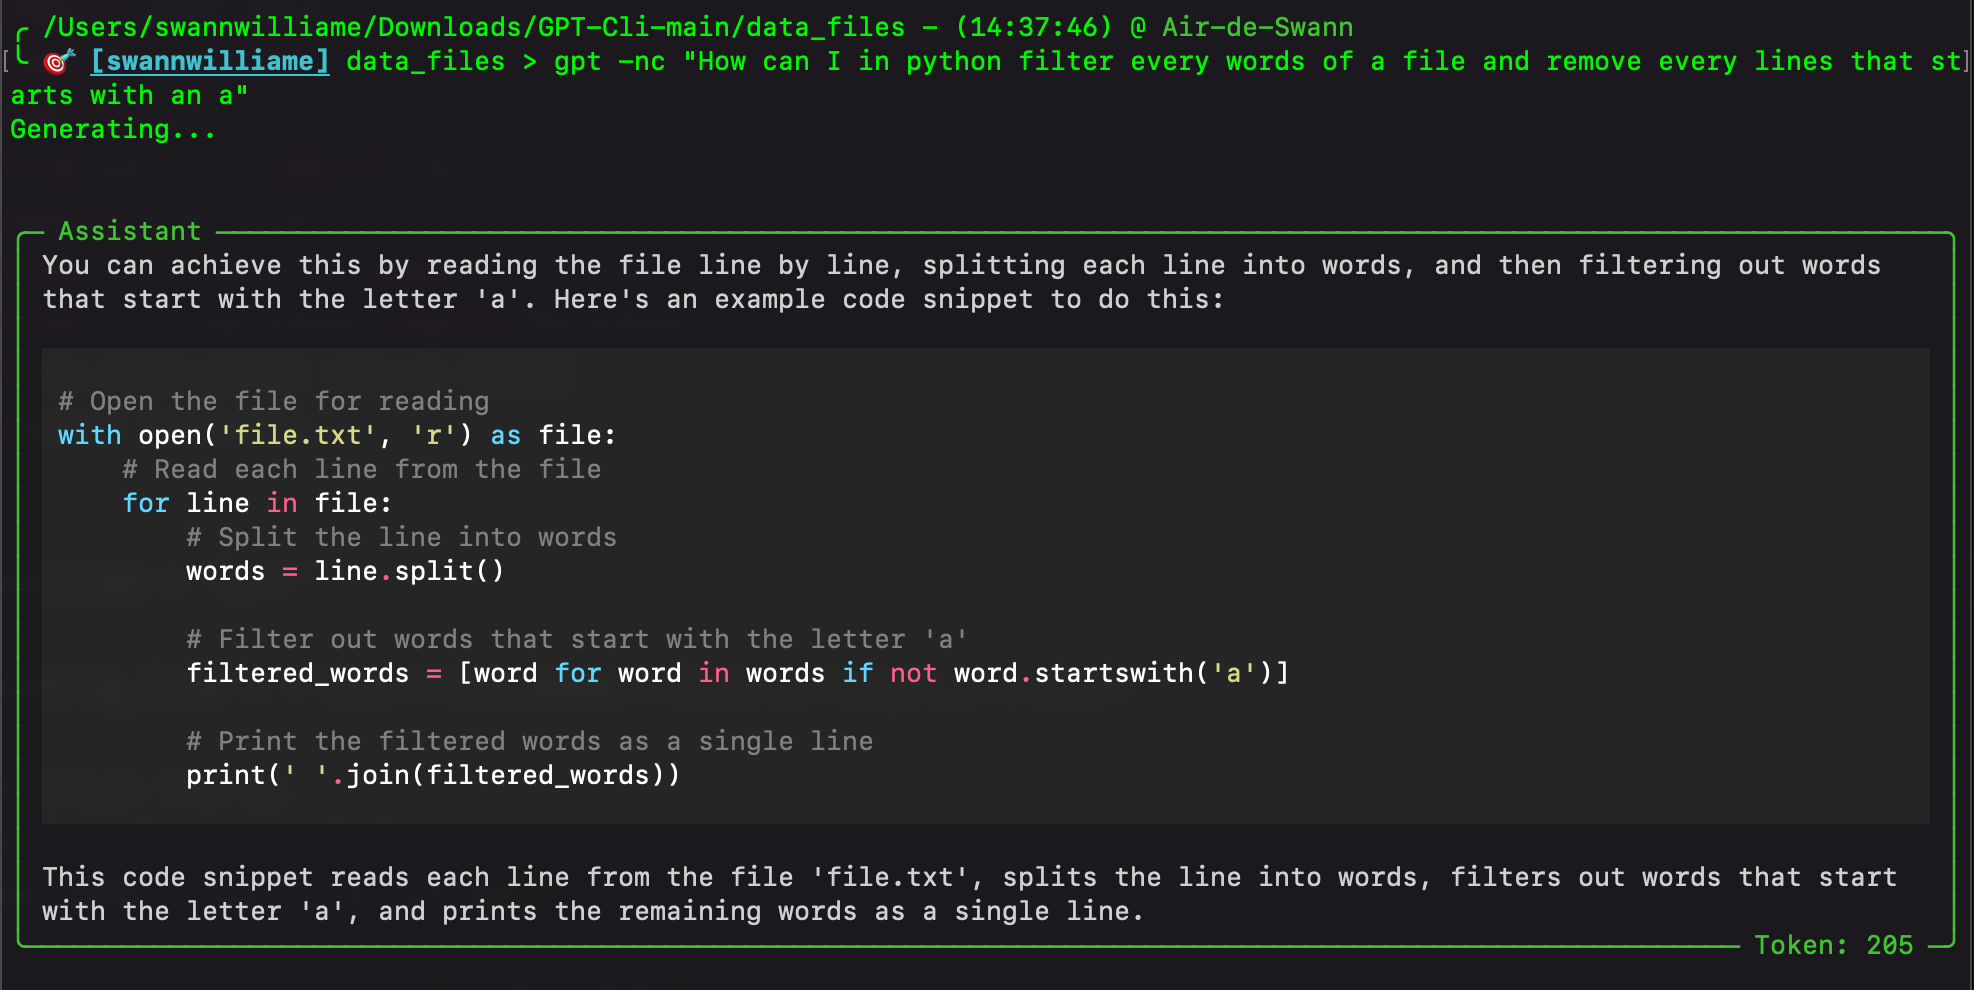 /Users/swannwilliame/Downloads/GPT-Cli-main/data_files - (14:37:46) @ Air-de-Swann
[swannwilliame] data_files > gpt -nc "How can I in python filter every words of a file and remove every lines that st
arts with an a"
Generating...
Assistant
You can achieve this by reading the file line by line, splitting each line into words, and then filtering out words
that start with the letter 'a'. Here's an example code snippet to do this:
# Open the file for reading
with open('file.txt', 'r') as file:
    # Read each line from the file
    for line in file:
        # Split the line into words
        words = line.split()
        # Filter out words that start with the letter 'a'
        filtered_words = [word for word in words if not word.startswith('a')]
        # Print the filtered words as a single line
        print(' '.join(filtered_words))
This code snippet reads each line from the file 'file.txt', splits the line into words, filters out words that start
with the letter 'a', and prints the remaining words as a single line.
Token: 205